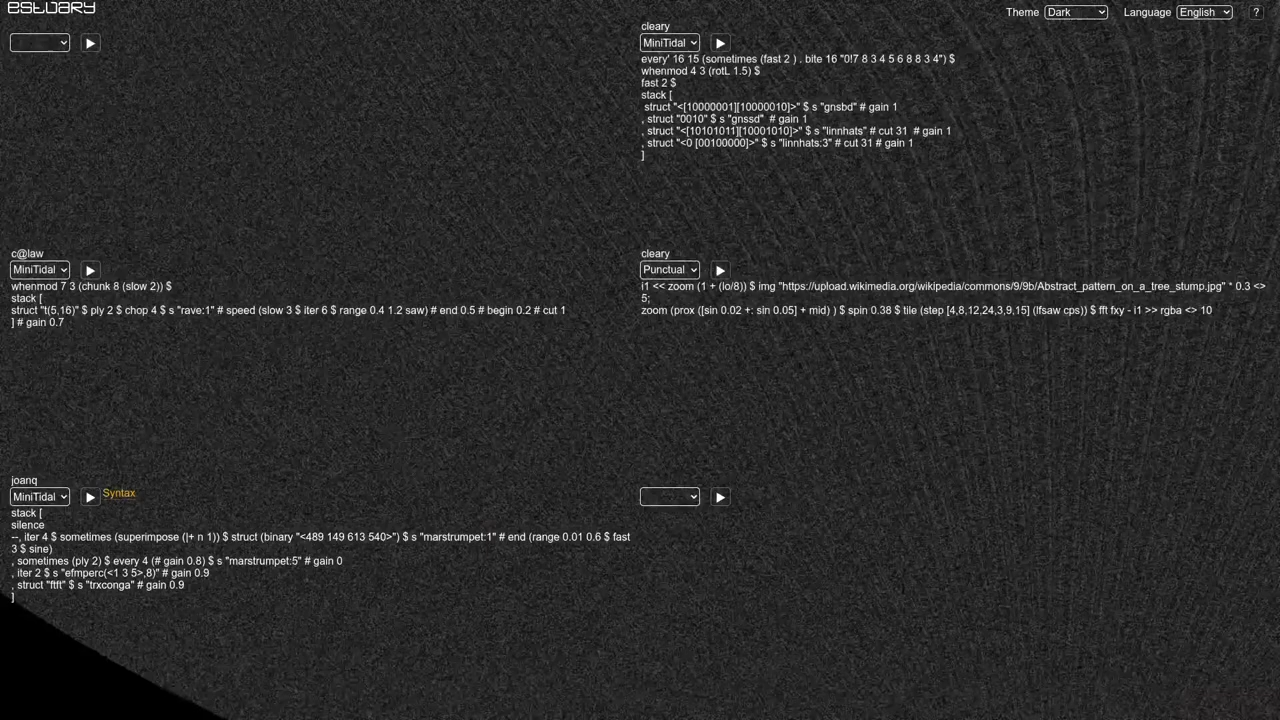 estuary
Theme Dark Language English ?
cleary
MiniTidal
every' 16 15 (sometimes (fast 2 ) . bite 16 "0!7 8 3 4 5 6 8 8 3 4") $
whenmod 4 3 (rotL 1.5) $
fast 2 $
stack [
struct "<[10000001][10000010]>" $ s "gnsbd" # gain 1
, struct "0010" $ s "gnssd" # gain 1
, struct "<[10101011][10001010]>" $ s "linnhats" # cut 31 # gain 1
, struct "<0 [00100000]>" $ s "linnhats:3" # cut 31 # gain 1
]
c@law
MiniTidal
whenmod 7 3 (chunk 8 (slow 2)) $
stack [
struct "t(5,16)" $ ply 2 $ chop 4 $ s "rave:1" # speed (slow 3 $ iter 6 $ range 0.4 1.2 saw) # end 0.5 # begin 0.2 # cut 1
] # gain 0.7
cleary
Punctual
i1 << zoom (1 + (lo/8)) $ img "https://upload.wikimedia.org/wikipedia/commons/9/9b/Abstract_pattern_on_a_tree_stump.jpg" * 0.3 <>
5;
zoom (prox ([sin 0.02 +: sin 0.05] + mid) ) $ spin 0.38 $ tile (step [4,8,12,24,3,9,15] (lfsaw cps)) $ fft fxy - i1 >> rgba <> 10
joanq
MiniTidal Syntax
stack [
silence
--, iter 4 $ sometimes (superimpose (|+ n 1)) $ struct (binary "<489 149 613 540>") $ s "marstrumpet:1" # end (range 0.01 0.6 $ fast
3 $ sine)
, sometimes (ply 2) $ every 4 (# gain 0.8) $ s "marstrumpet:5" # gain 0
, iter 2 $ s "efmperc(<1 3 5>,8)" # gain 0.9
, struct "ftft" $ s "trxconga" # gain 0.9
]